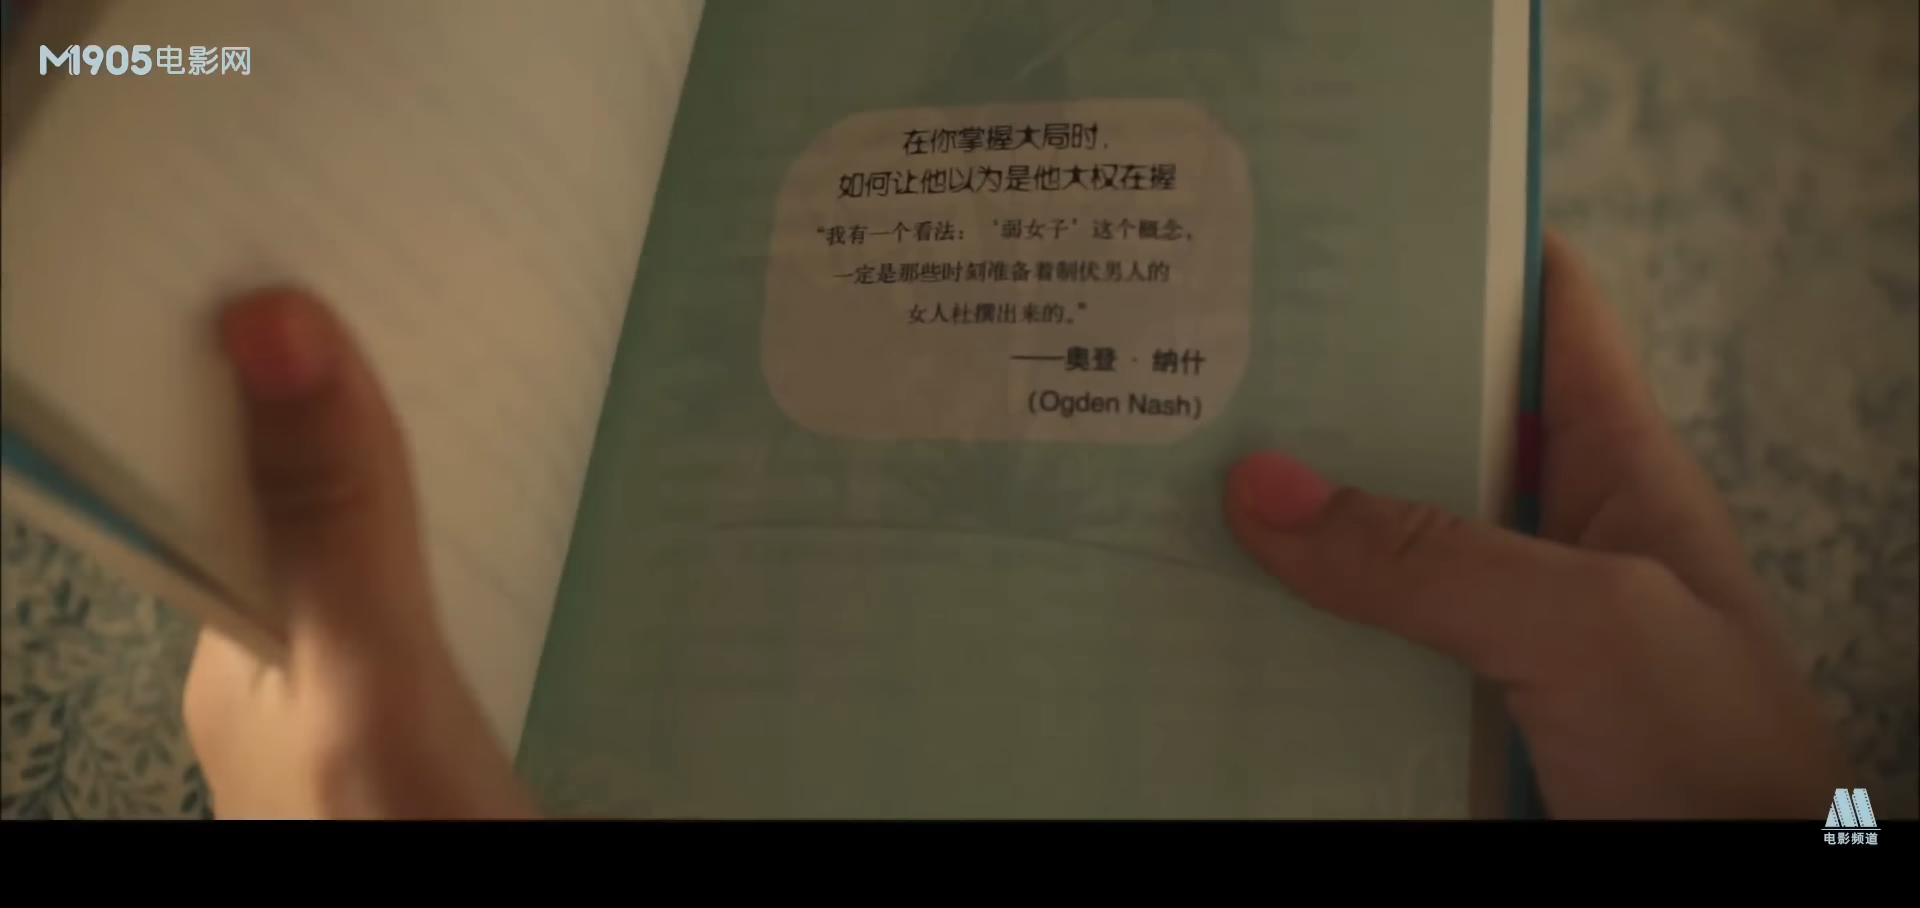 M1905电影网
在你掌握大局时，
如何让他以为是他大权在握
“我有一个看法：‘弱女子’这个概念，
一定是那些时刻准备着制伏男人的
女人杜撰出来的。”
——奥登·纳什
(Ogden Nash)
电影频道